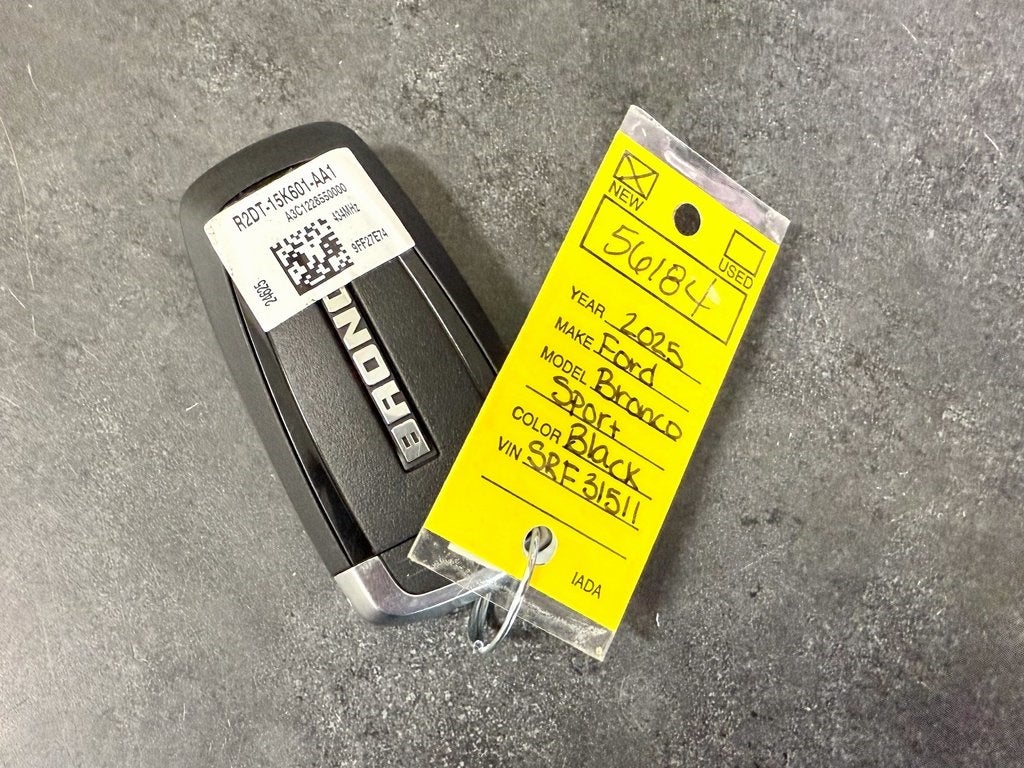 R2DT-15K601-AA1
A3C1228550000
434MHz
9FF27E74
24625
BRONCO
NEW
USED
56184
YEAR 2025
MAKE Ford
MODEL Bronco
Sport
COLOR Black
VIN SRF31511
IADA